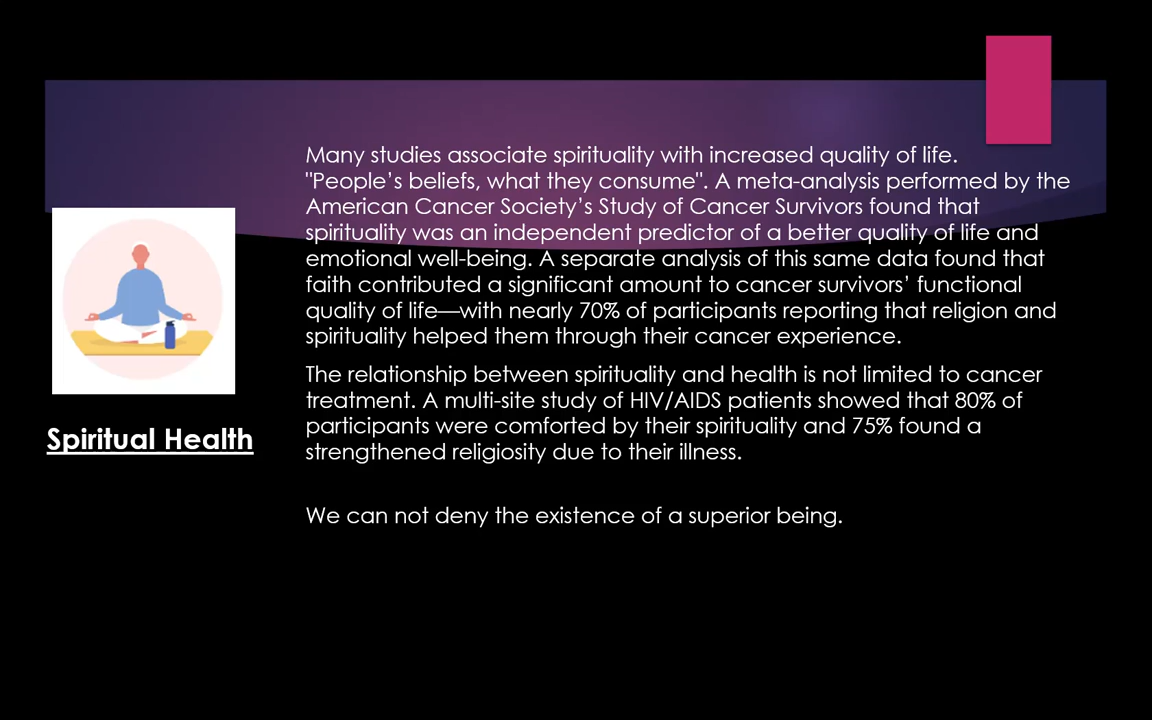 Many studies associate spirituality with increased quality of life.
"People’s beliefs, what they consume". A meta-analysis performed by the
American Cancer Society’s Study of Cancer Survivors found that
spirituality was an independent predictor of a better quality of life and
emotional well-being. A separate analysis of this same data found that
faith contributed a significant amount to cancer survivors’ functional
quality of life—with nearly 70% of participants reporting that religion and
spirituality helped them through their cancer experience.
The relationship between spirituality and health is not limited to cancer
treatment. A multi-site study of HIV/AIDS patients showed that 80% of
participants were comforted by their spirituality and 75% found a
strengthened religiosity due to their illness.
We can not deny the existence of a superior being.
Spiritual Health